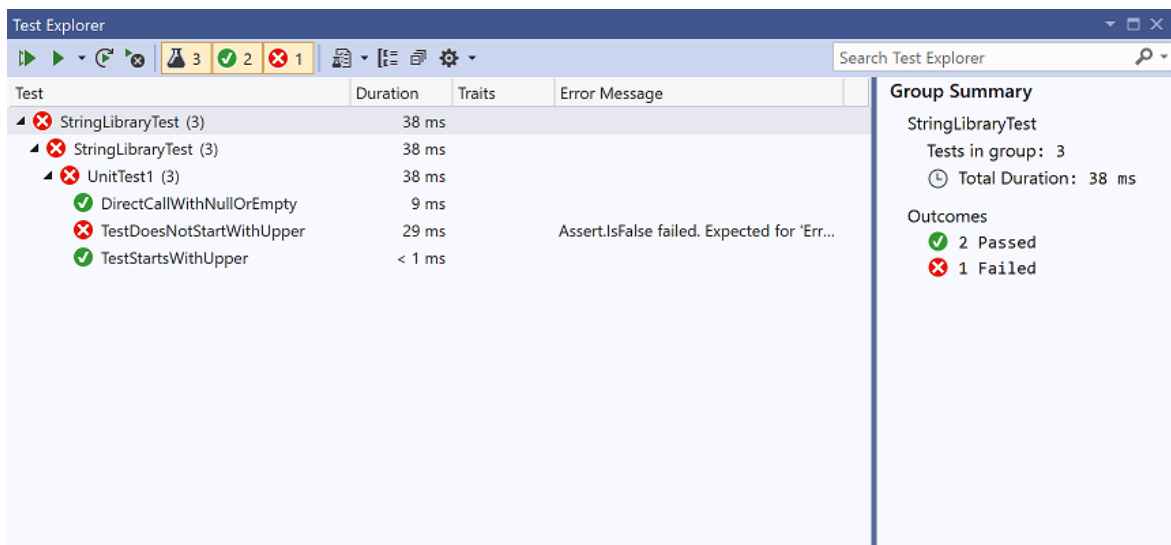 Test Explorer
3 2 1
Search Test Explorer
Test Duration Traits Error Message
StringLibraryTest (3) 38 ms
StringLibraryTest (3) 38 ms
UnitTest1 (3) 38 ms
DirectCallWithNullOrEmpty 9 ms
TestDoesNotStartWithUpper 29 ms Assert.IsFalse failed. Expected for 'Err...
TestStartsWithUpper < 1 ms
Group Summary
StringLibraryTest
Tests in group: 3
Total Duration: 38 ms
Outcomes
2 Passed
1 Failed